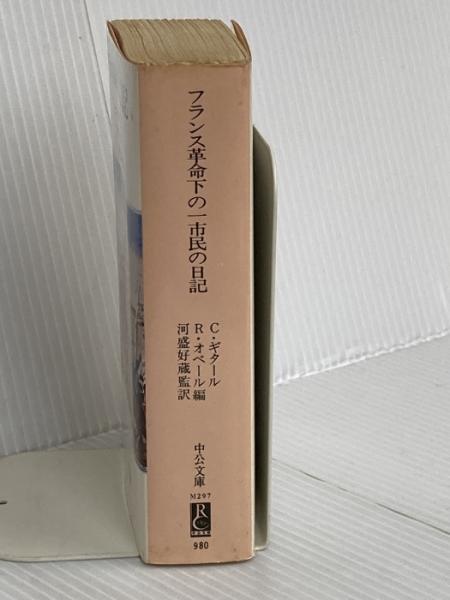 フランス革命下の一市民の日記
C・ギタール
R・オベール編
河盛好蔵監訳
中公文庫
M297
RC
980